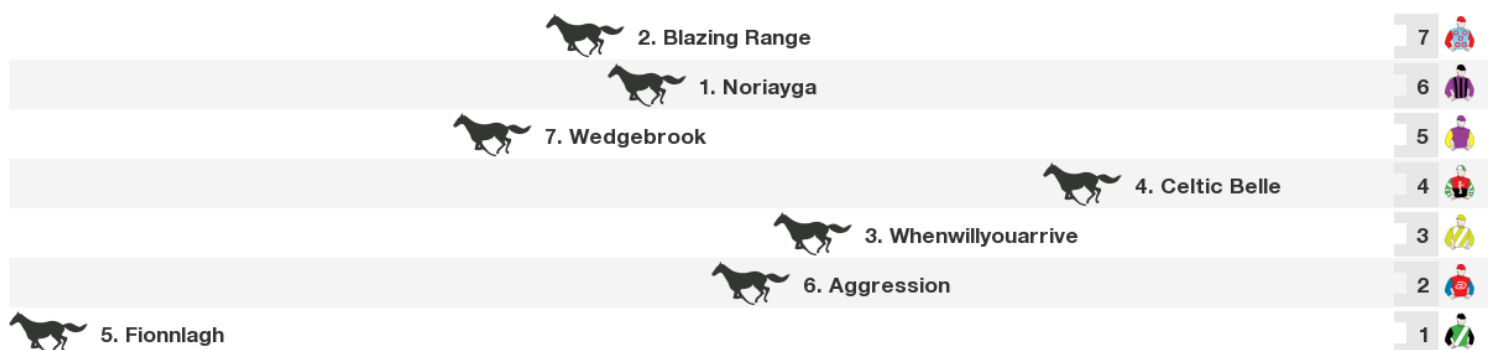 2. Blazing Range 7
1. Noriayga 6
7. Wedgebrook 5
4. Celtic Belle 4
3. Whenwillyouarrive 3
6. Aggression 2
5. Fionnlagh 1